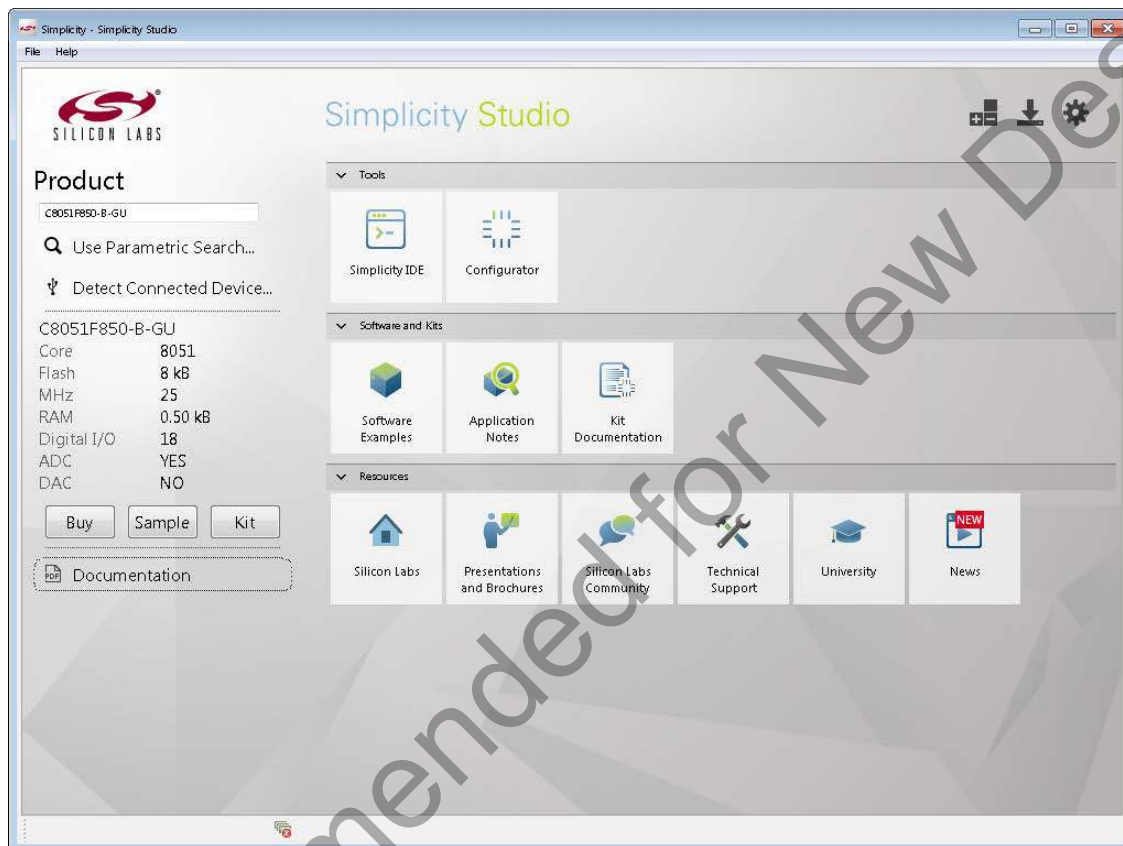 Simplicity - Simplicity Studio
File Help
SILICON LABS
Simplicity Studio
Product
C8051F850-B-GU
Use Parametric Search...
Detect Connected Device...
C8051F850-B-GU
Core 8051
Flash 8 kB
MHz 25
RAM 0.50 kB
Digital I/O 18
ADC YES
DAC NO
Buy Sample Kit
PDF Documentation
Tools
Simplicity IDE Configurator
Software and Kits
Software Application Kit
Examples Notes Documentation
Resources
NEW
Silicon Labs Presentations Silicon Labs Technical University News
and Brochures Community Support
mended for New Des